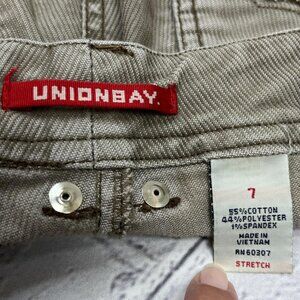 UNIONBAY.
7
55% COTTON
44% POLYESTER
1% SPANDEX
MADE IN
VIETNAM
RN 60307
STRETCH